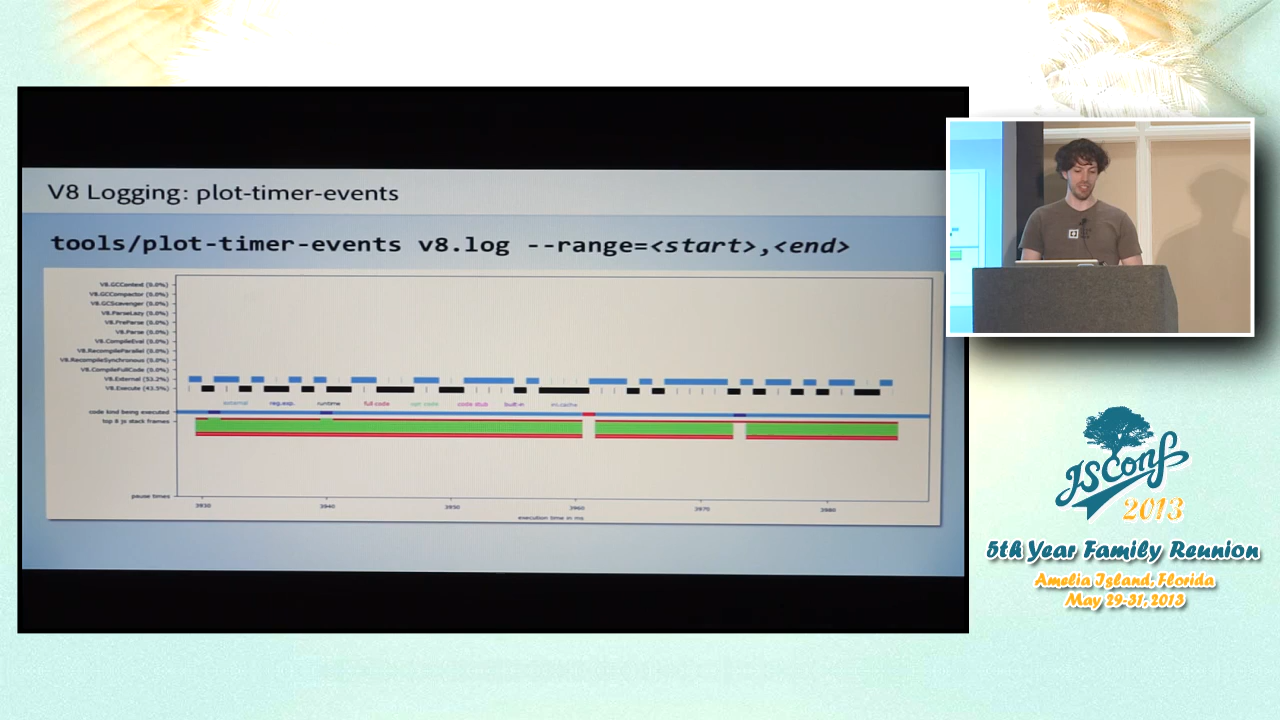 V8 Logging: plot-timer-events
tools/plot-timer-events v8.log --range=<start>,<end>
V8.GCContext (0.0%)
V8.GCCompactor (0.0%)
V8.GCScavenger (0.0%)
V8.ParseLazy (0.0%)
V8.PreParse (0.0%)
V8.Parse (0.0%)
V8.CompileEval (0.0%)
V8.RecompileParallel (0.0%)
V8.RecompileSynchronous (0.0%)
V8.CompileFullCode (0.0%)
V8.External (53.2%)
V8.Execute (43.5%)
external reg.exp. runtime full code opt code code stub built-in inl.cache
code kind being executed
top 8 js stack frames
pause times
3930 3940 3950 3960 3970 3980
execution time in ms
JSConf
2013
5th Year Family Reunion
Amelia Island, Florida
May 29-31, 2013